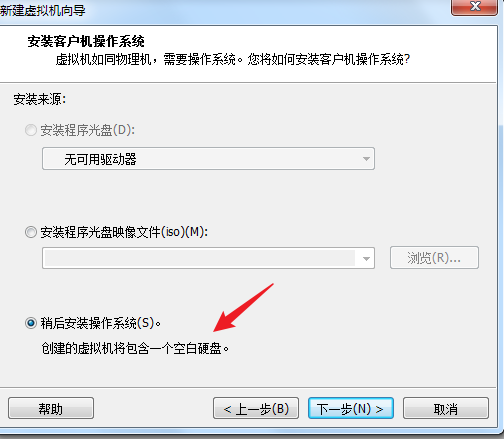 新建虚拟机向导
安装客户机操作系统
虚拟机如同物理机，需要操作系统。您将如何安装客户机操作系统?
安装来源:
安装程序光盘(D):
无可用驱动器
安装程序光盘映像文件(iso)(M):
浏览(R)...
稍后安装操作系统(S)。
创建的虚拟机将包含一个空白硬盘。
帮助
< 上一步(B)
下一步(N) >
取消